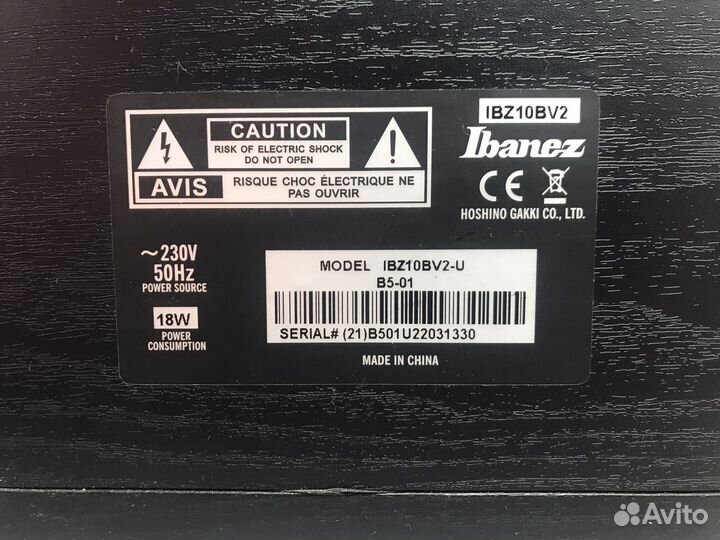 CAUTION
RISK OF ELECTRIC SHOCK
DO NOT OPEN
AVIS
RISQUE CHOC ÉLECTRIQUE NE
PAS OUVRIR
IBZ10BV2
Ibanez
CE
HOSHINO GAKKI CO., LTD.
~230V
50Hz
POWER SOURCE
18W
POWER
CONSUMPTION
MODEL IBZ10BV2-U
B5-01
SERIAL# (21)B501U22031330
MADE IN CHINA
Avito